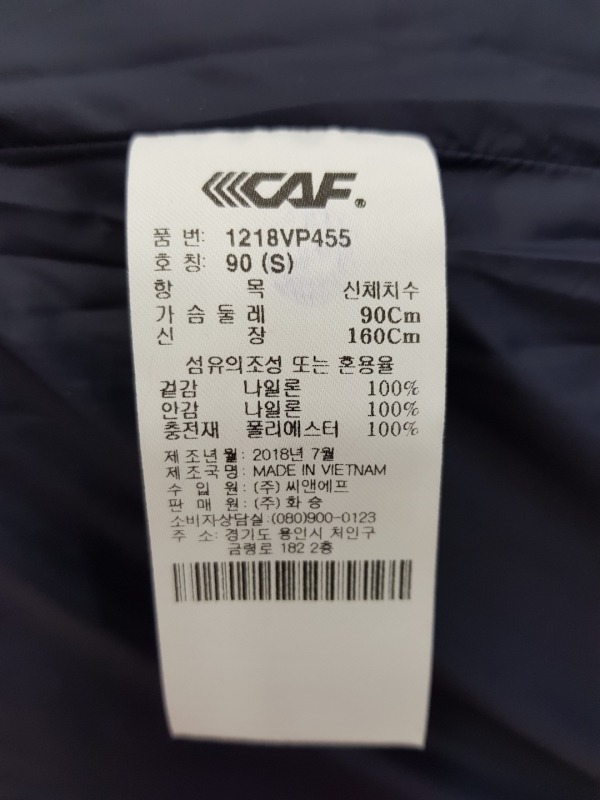 CAF®
품 번: 1218VP455
호 칭: 90 (S)
항 목 신체치수
가 슴 둘 레 90Cm
신 장 160Cm
섬유의조성 또는 혼용율
겉감 나일론 100%
안감 나일론 100%
충전재 폴리에스터 100%
제 조 년 월 : 2018년 7월
제 조 국 명 : MADE IN VIETNAM
수 입 원 : (주) 씨앤에프
판 매 원 : (주) 화 승
소비자상담실 : (080)900-0123
주 소: 경기도 용인시 처인구
금령로 182 2층